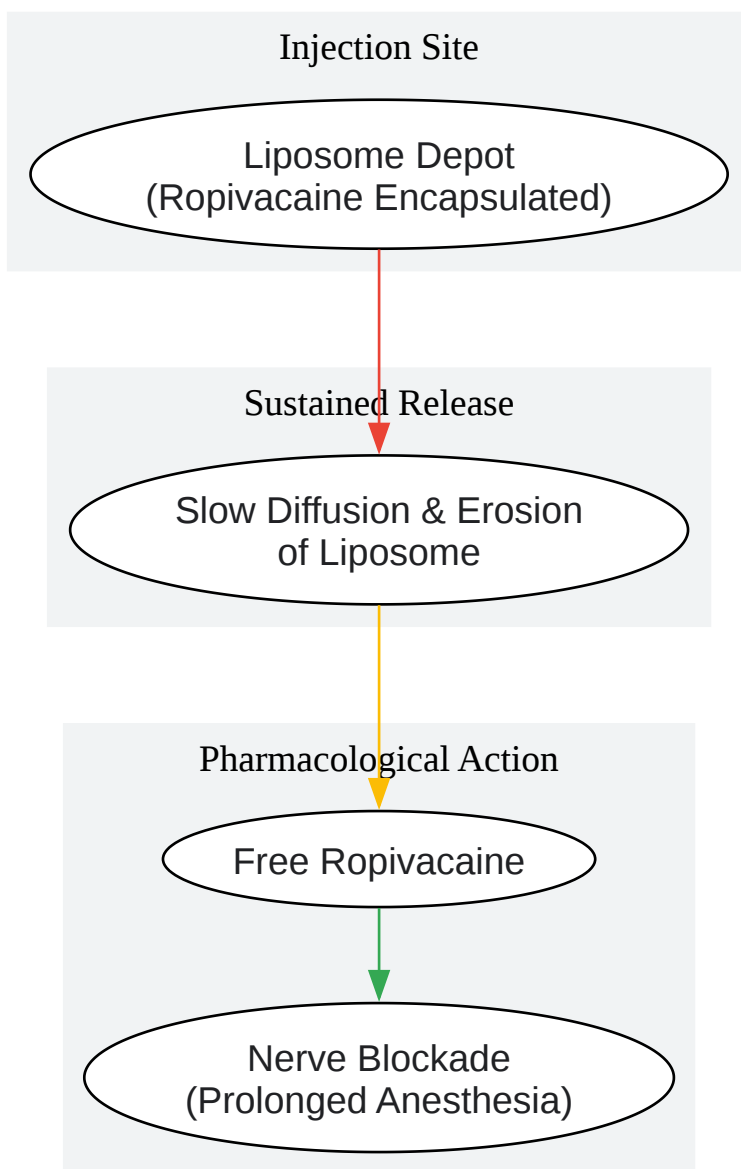 Injection Site
Liposome Depot
(Ropivacaine Encapsulated)
Sustained Release
Slow Diffusion & Erosion
of Liposome
Pharmacological Action
Free Ropivacaine
Nerve Blockade
(Prolonged Anesthesia)